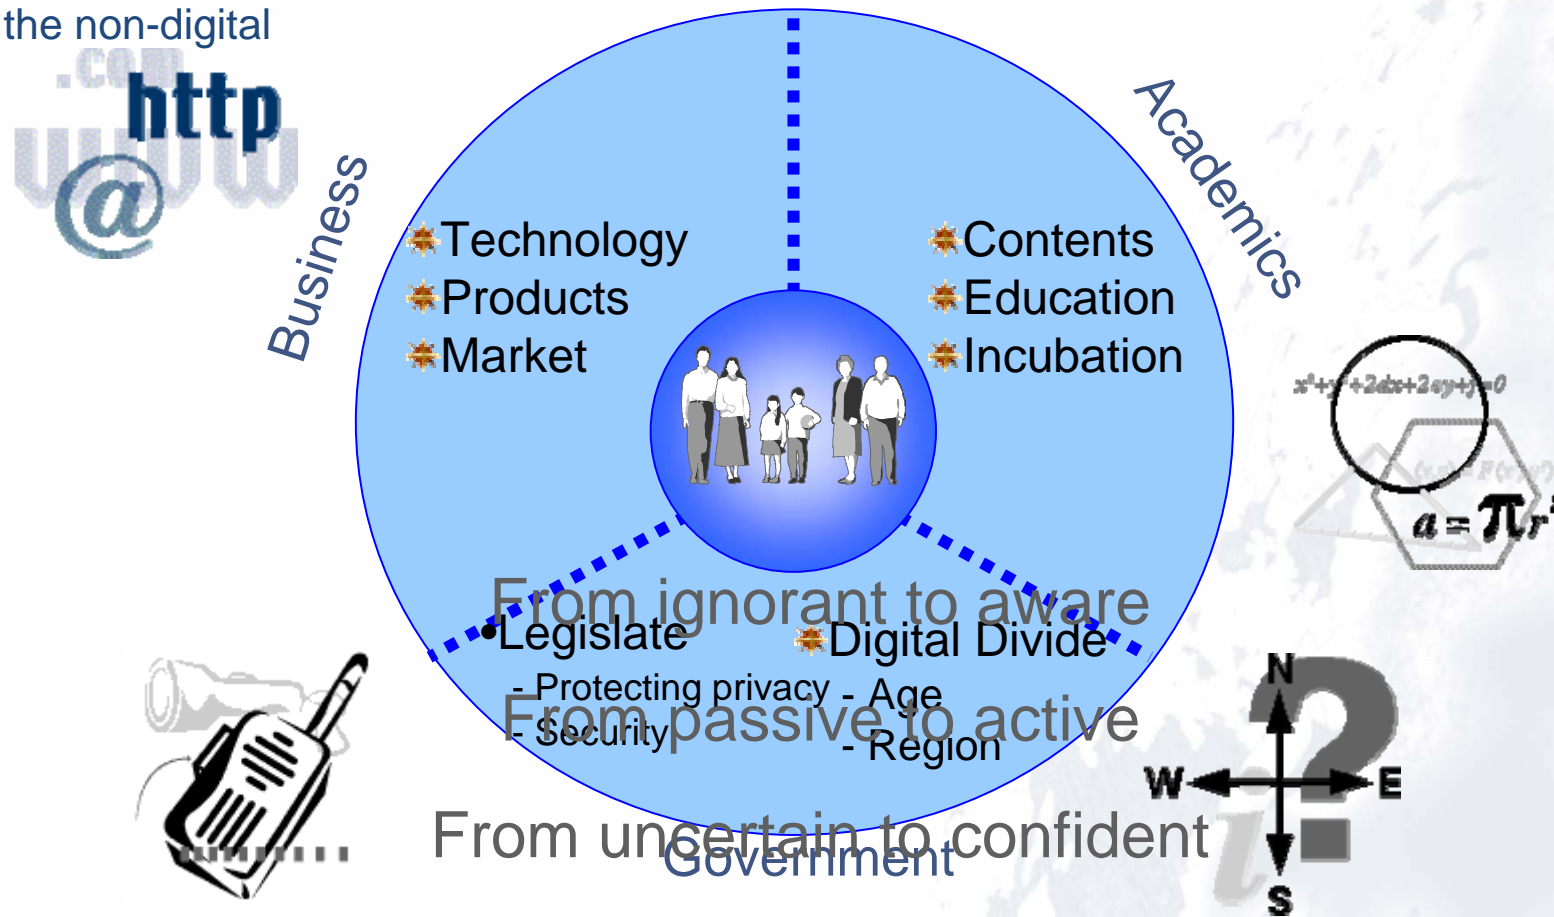 the non-digital
.com
http
www
@
Business
Academics
Technology
Products
Market
Contents
Education
Incubation
From ignorant to aware
•Legislate
Digital Divide
- Protecting privacy
- Security
- Age
- Region
From passive to active
From uncertain to confident
Government
a = πr
N
W
E
S
?
i